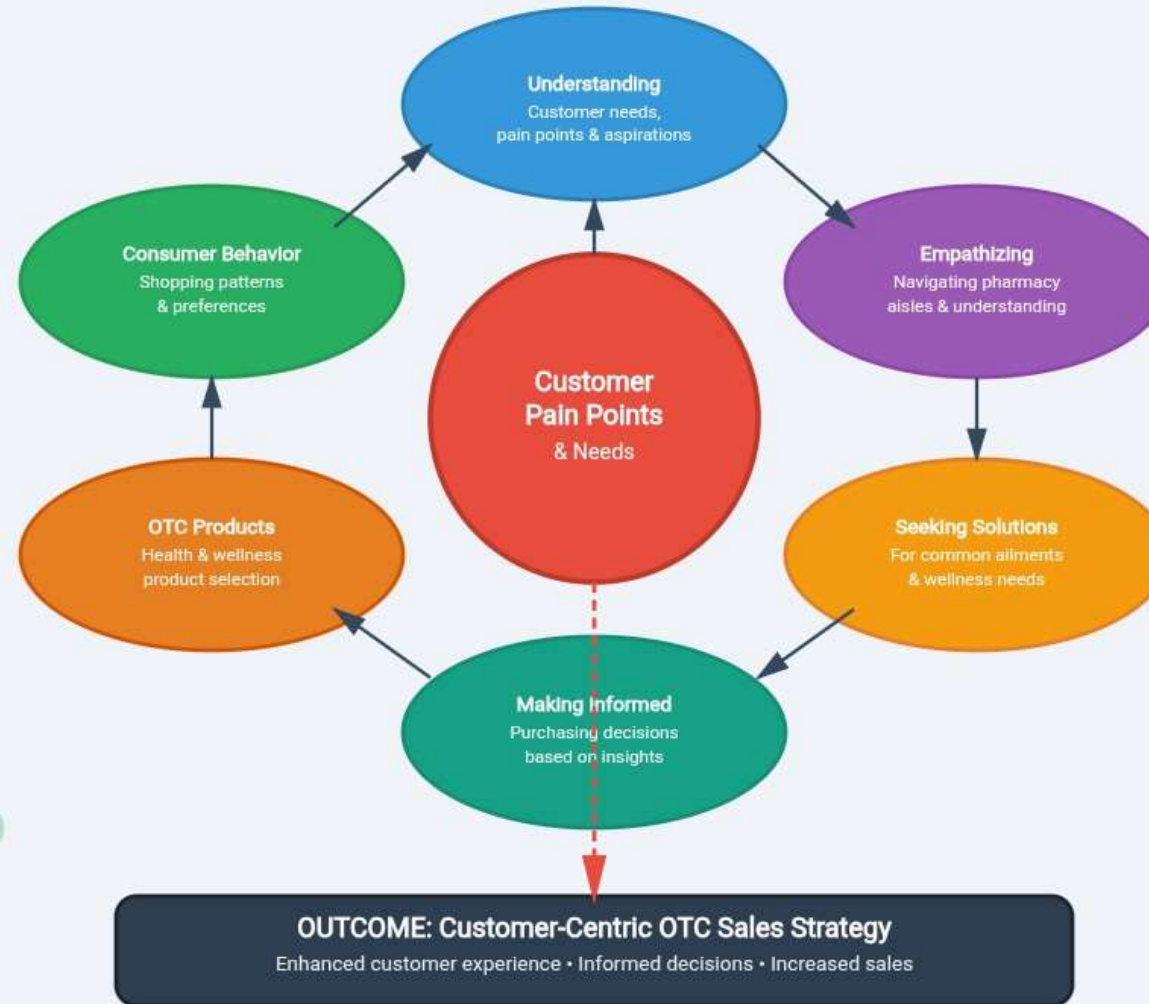 Understanding
Customer needs,
pain points & aspirations
Consumer Behavior
Shopping patterns
& preferences
Empathizing
Navigating pharmacy
aisles & understanding
Customer
Pain Points
& Needs
OTC Products
Health & wellness
product selection
Seeking Solutions
For common ailments
& wellness needs
Making Informed
Purchasing decisions
based on insights
OUTCOME: Customer-Centric OTC Sales Strategy
Enhanced customer experience • Informed decisions • Increased sales